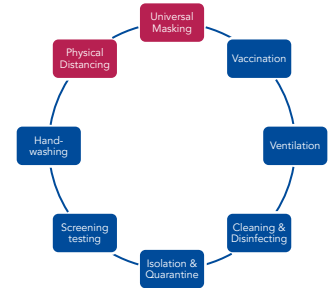 Universal
Masking
Vaccination
Ventilation
Cleaning &
Disinfecting
Isolation &
Quarantine
Screening
testing
Hand-
washing
Physical
Distancing